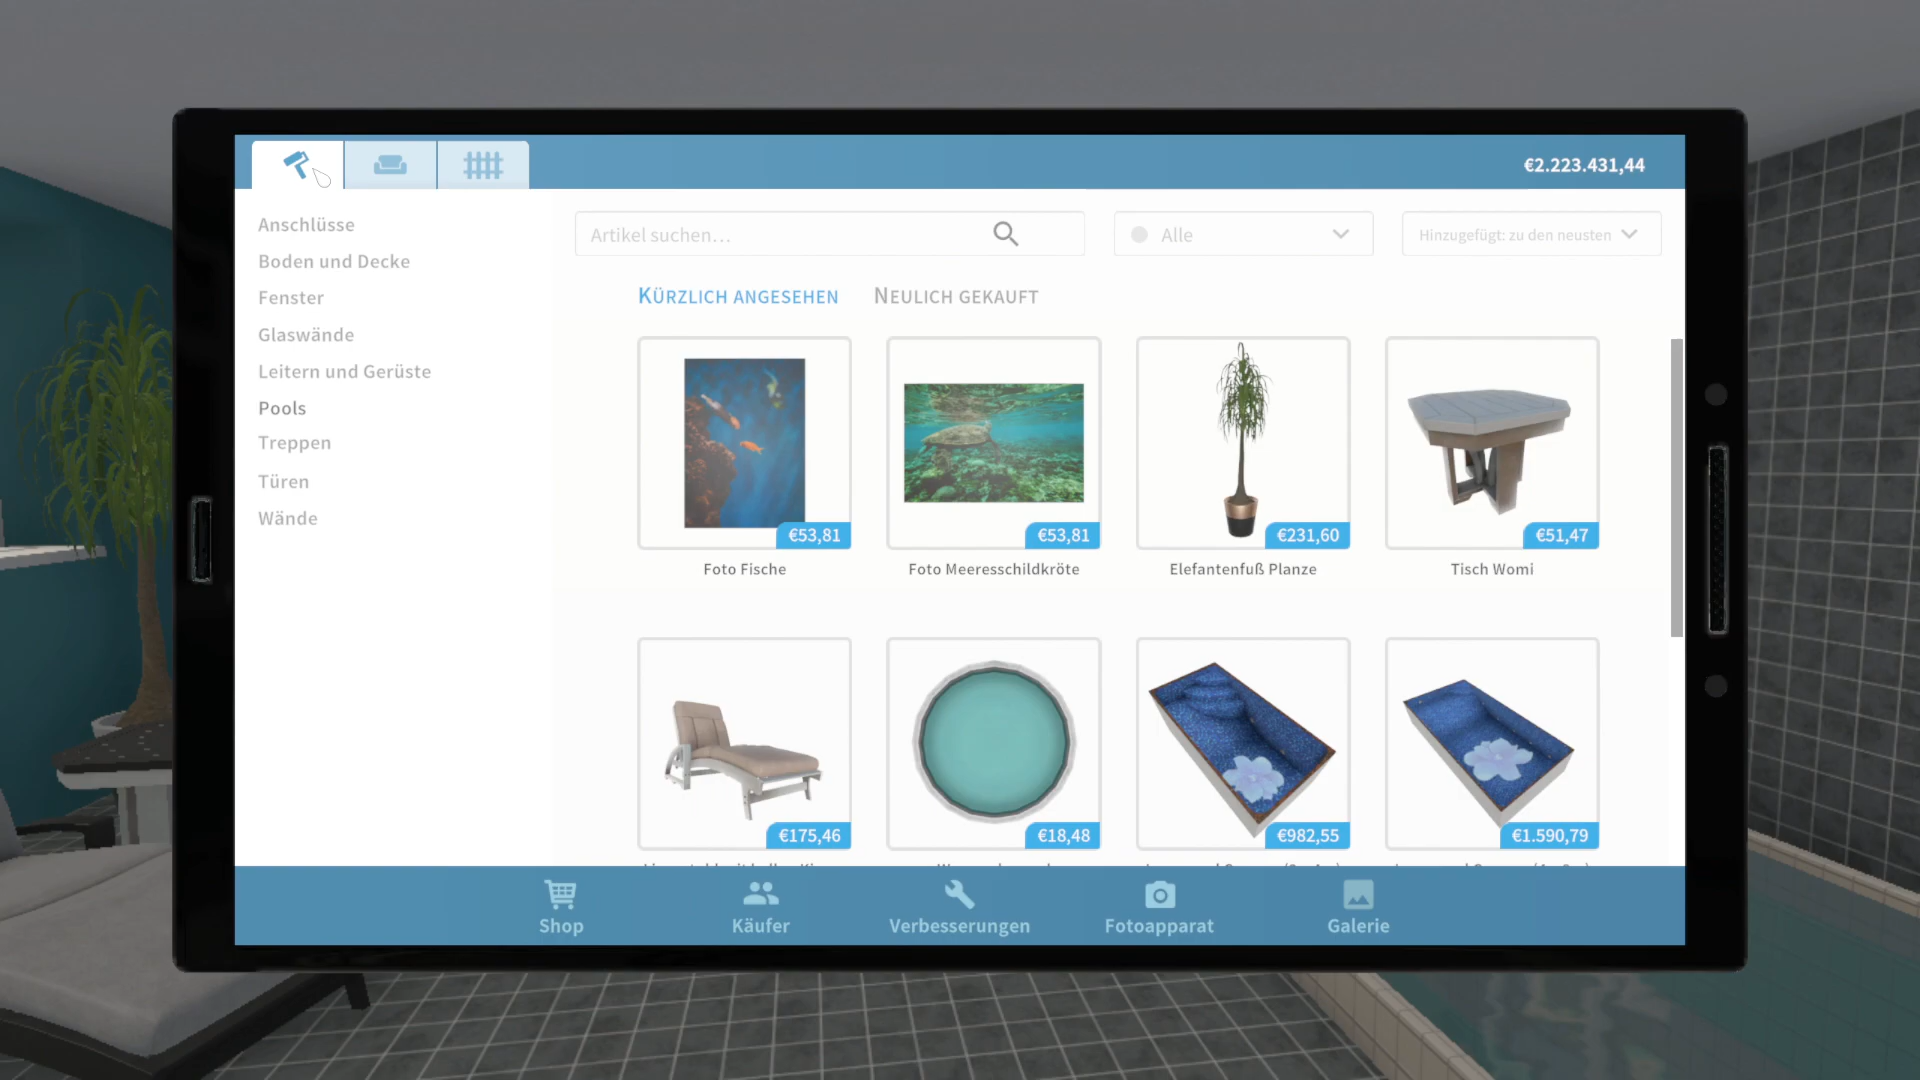 €2.223.431,44
Anschlüsse
Boden und Decke
Fenster
Glaswände
Leitern und Gerüste
Pools
Treppen
Türen
Wände
Artikel suchen...
Alle
Hinzugefügt: zu den neusten
KÜRZLICH ANGESEHEN
NEULICH GEKAUFT
€53,81
€53,81
€231,60
€51,47
Foto Fische
Foto Meeresschildkröte
Elefantenfuß Planze
Tisch Womi
€175,46
€18,48
€982,55
€1.590,79
Shop
Käufer
Verbesserungen
Fotoapparat
Galerie